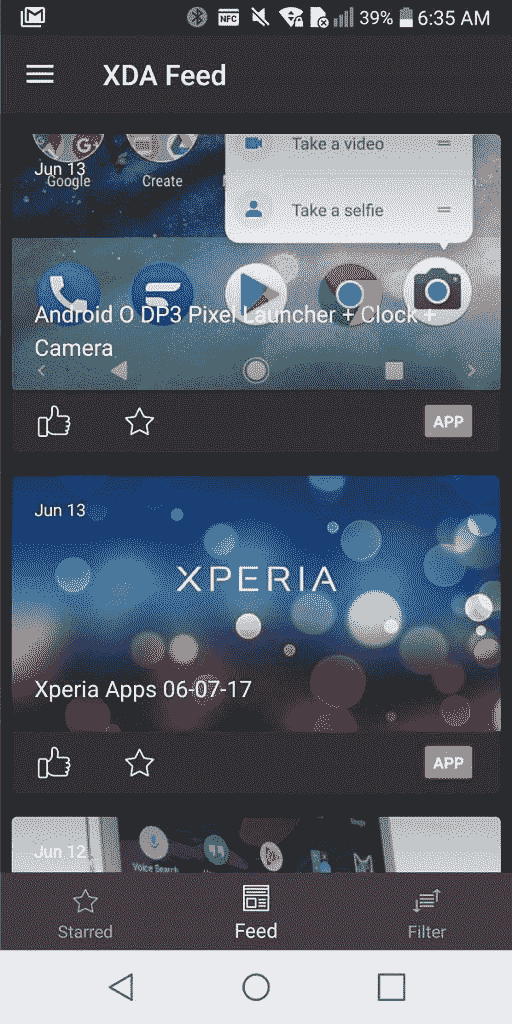 NFC 39% 6:35 AM
XDA Feed
Take a video
Jun 13
Google Create
Take a selfie
Android O DP3 Pixel Launcher + Clock +
Camera
APP
Jun 13
XPERIA
Xperia Apps 06-07-17
APP
Jun 12
Voice Search
Starred Feed Filter